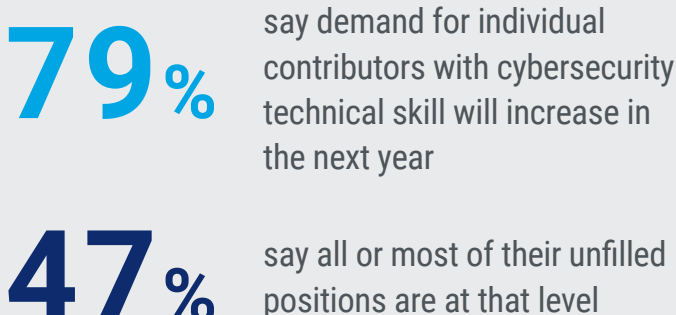 79%
say demand for individual
contributors with cybersecurity
technical skill will increase in
the next year
47%
say all or most of their unfilled
positions are at that level